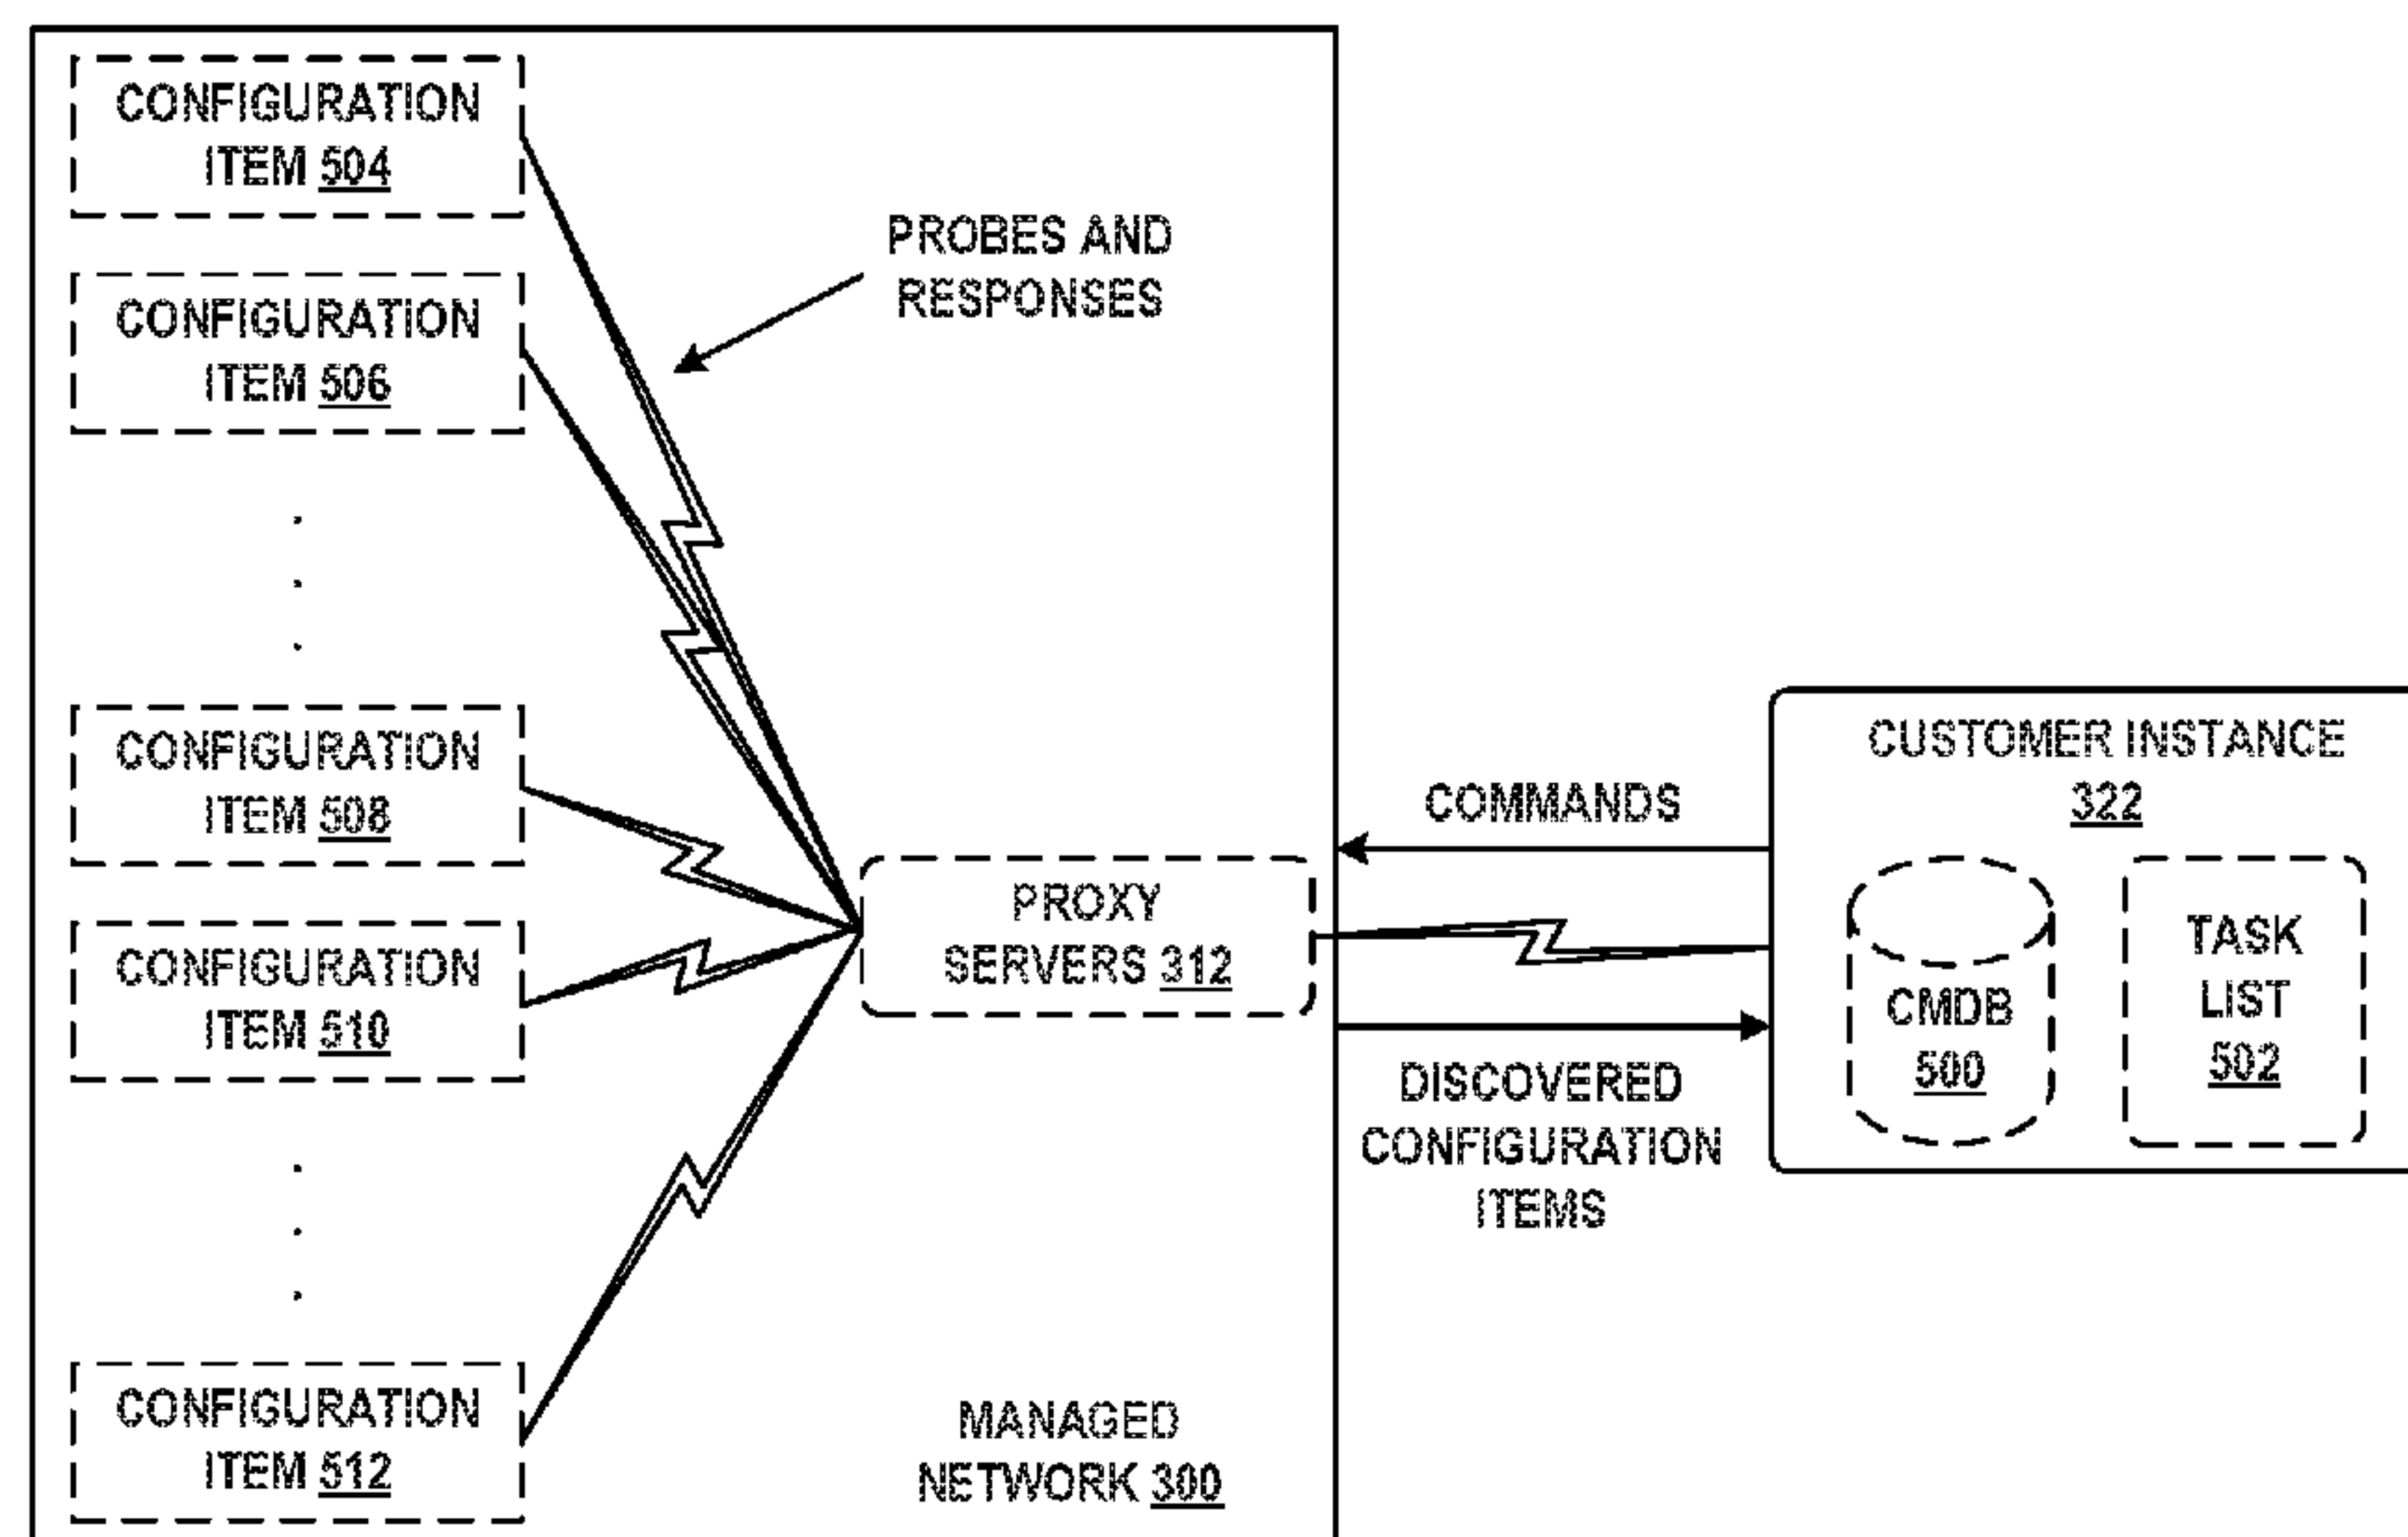 CONFIGURATION
ITEM 504
CONFIGURATION
ITEM 506
CONFIGURATION
ITEM 508
CONFIGURATION
ITEM 510
CONFIGURATION
ITEM 512
PROBES AND
RESPONSES
PROXY
SERVERS 312
MANAGED
NETWORK 300
COMMANDS
DISCOVERED
CONFIGURATION
ITEMS
CUSTOMER INSTANCE
322
CMDB
500
TASK
LIST
502